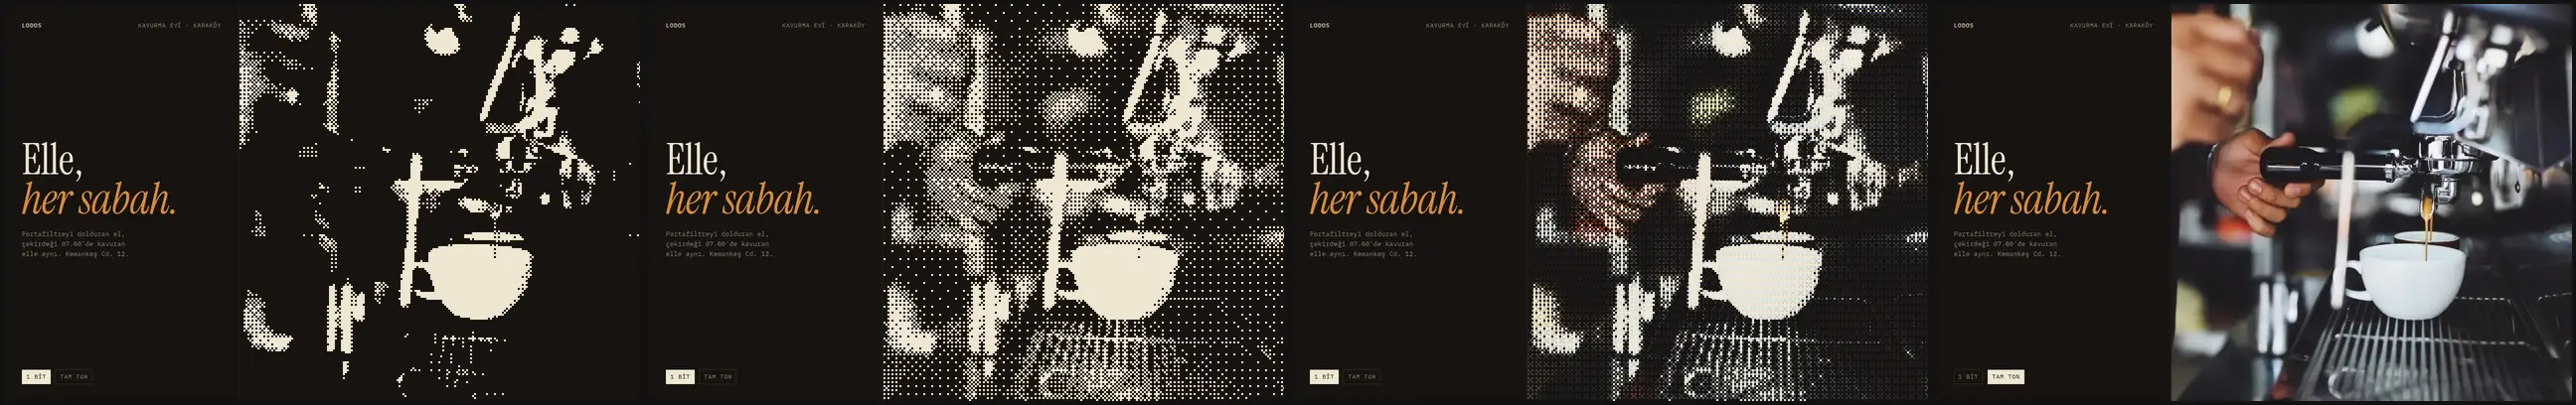 LODOS
KAVURMA EVİ · KARAKÖY
Elle,
her sabah.
Portafiltreyi dolduran el,
çekirdeği 07.00'de kavuran
elle aynı. Kemankeş Cd. 12.
1 BİT
TAM TON
LODOS
KAVURMA EVİ · KARAKÖY
Elle,
her sabah.
Portafiltreyi dolduran el,
çekirdeği 07.00'de kavuran
elle aynı. Kemankeş Cd. 12.
1 BİT
TAM TON
LODOS
KAVURMA EVİ · KARAKÖY
Elle,
her sabah.
Portafiltreyi dolduran el,
çekirdeği 07.00'de kavuran
elle aynı. Kemankeş Cd. 12.
1 BİT
TAM TON
LODOS
KAVURMA EVİ · KARAKÖY
Elle,
her sabah.
Portafiltreyi dolduran el,
çekirdeği 07.00'de kavuran
elle aynı. Kemankeş Cd. 12.
1 BİT
TAM TON